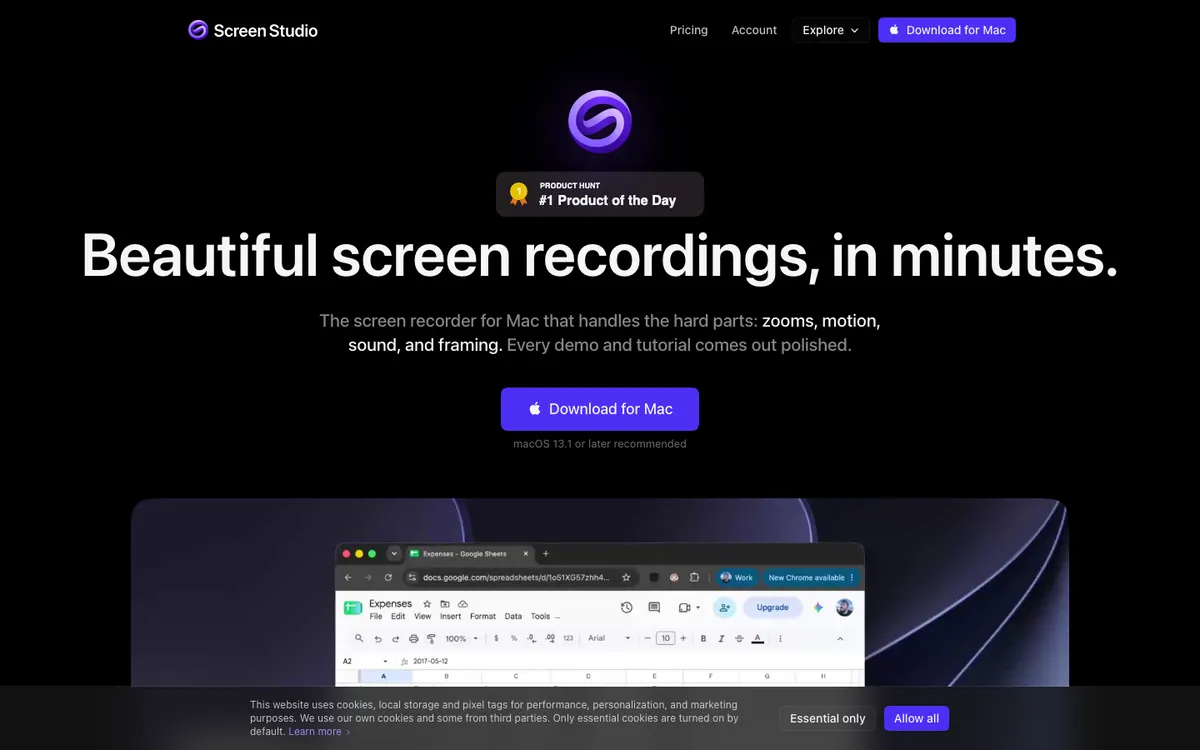 Screen Studio
Pricing
Account
Explore
Download for Mac
1
PRODUCT HUNT
#1 Product of the Day
Beautiful screen recordings, in minutes.
The screen recorder for Mac that handles the hard parts: zooms, motion,
sound, and framing. Every demo and tutorial comes out polished.
Download for Mac
macOS 13.1 or later recommended
Expenses - Google Sheets
docs.google.com/spreadsheets/d/1o51XG57zhh4...
Work
New Chrome available
Expenses
File Edit View Insert Format Data Tools ...
Upgrade
100% $ % .0 .00 123 Arial 10 B I S A
A2 fx 2017-05-12
A B C D E F G H
This website uses cookies, local storage and pixel tags for performance, personalization, and marketing
purposes. We use our own cookies and some from third parties. Only essential cookies are turned on by
default. Learn more ›
Essential only
Allow all